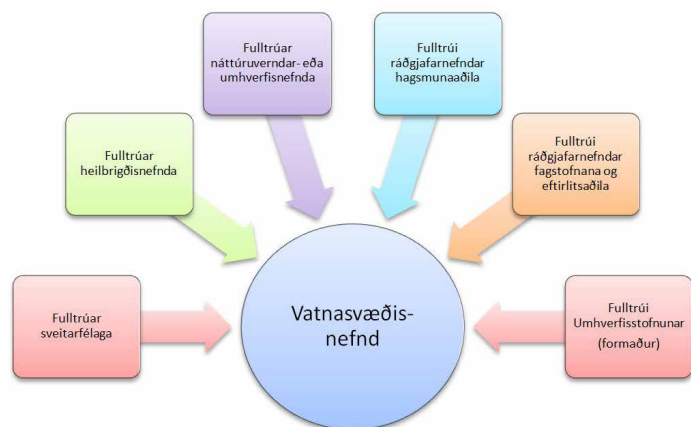 Fulltrúar
náttúruverndar- eða
umhverfisnefnda
Fulltrúi
ráðgjafarnefndar
hagsmunaaðila
Fulltrúar
heilbrigðisnefnda
Fulltrúi
ráðgjafarnefndar
fagstofnana og
eftirlitsaðila
Fulltrúar
sveitarfélaga
Vatnasvæðis-
nefnd
Fulltrúi
Umhverfisstofnunar
(formaður)